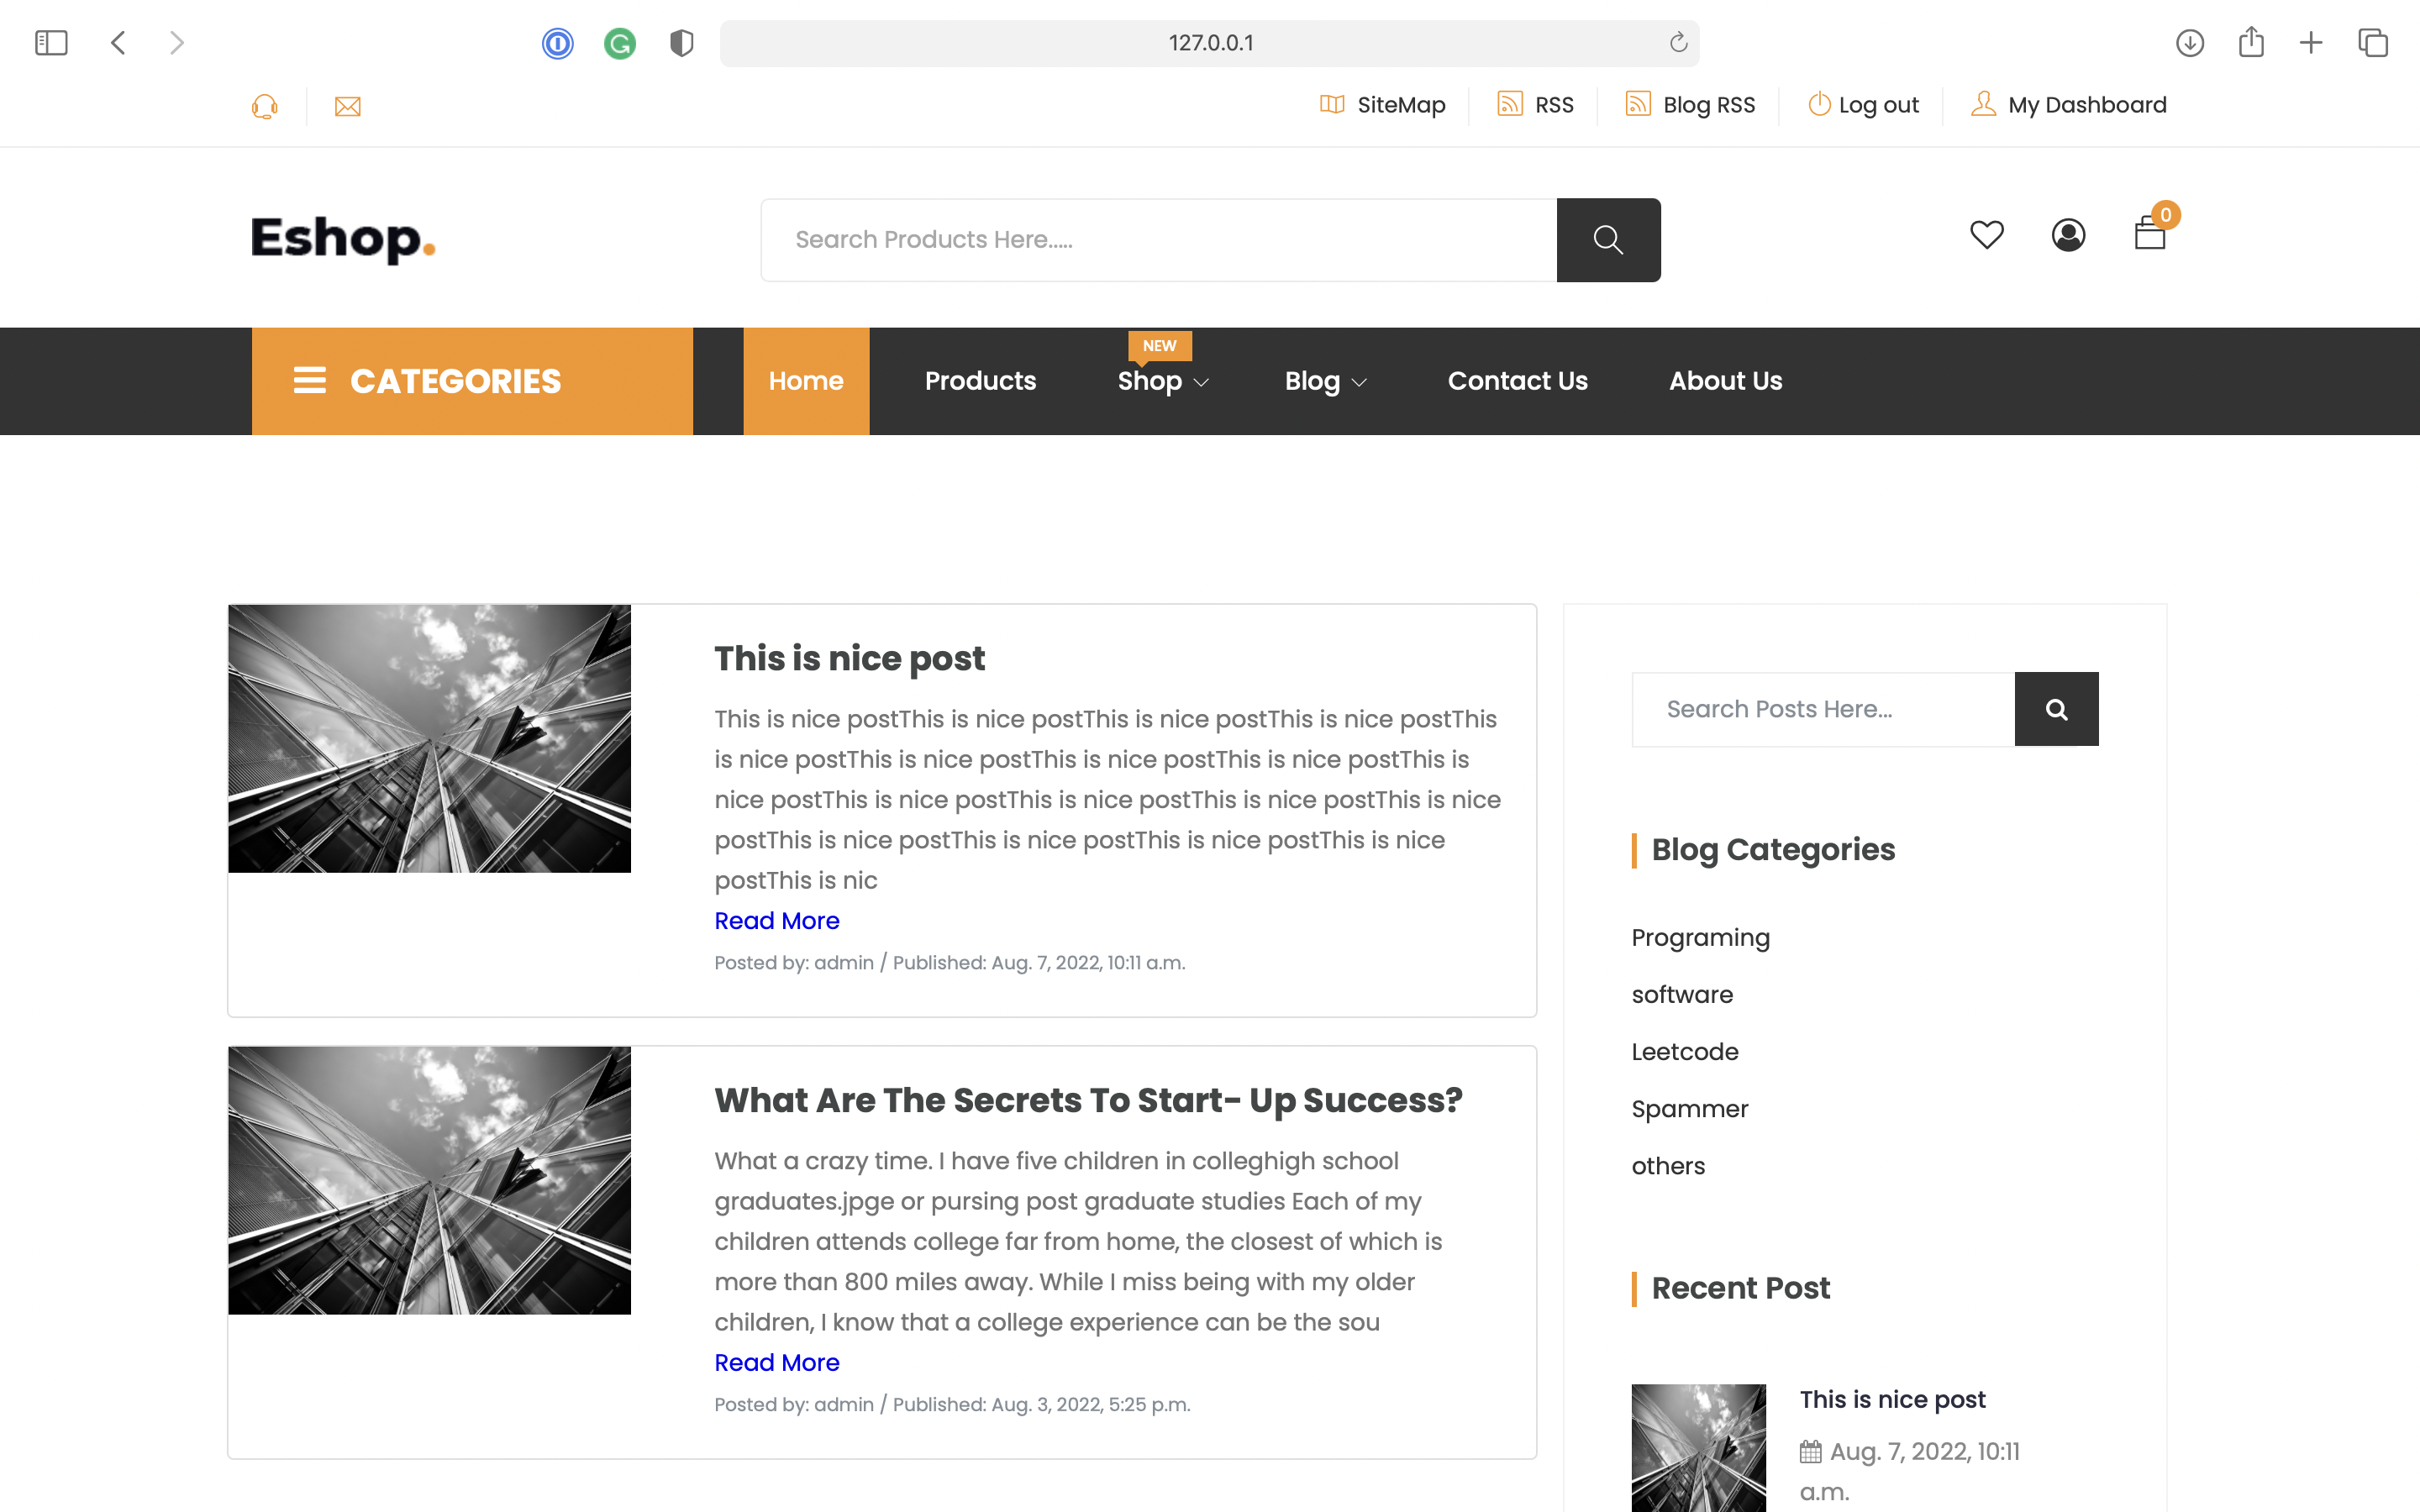 127.0.0.1
SiteMap
RSS
Blog RSS
Log out
My Dashboard
Eshop.
Search Products Here.....
0
CATEGORIES
Home
Products
NEW
Shop
Blog
Contact Us
About Us
This is nice post
This is nice postThis is nice postThis is nice postThis is nice postThis
is nice postThis is nice postThis is nice postThis is nice postThis is
nice postThis is nice postThis is nice postThis is nice postThis is nice
postThis is nice postThis is nice postThis is nice postThis is nice
postThis is nic
Read More
Posted by: admin / Published: Aug. 7, 2022, 10:11 a.m.
What Are The Secrets To Start- Up Success?
What a crazy time. I have five children in colleghigh school
graduates.jpge or pursing post graduate studies Each of my
children attends college far from home, the closest of which is
more than 800 miles away. While I miss being with my older
children, I know that a college experience can be the sou
Read More
Posted by: admin / Published: Aug. 3, 2022, 5:25 p.m.
Search Posts Here...
Blog Categories
Programing
software
Leetcode
Spammer
others
Recent Post
This is nice post
Aug. 7, 2022, 10:11
a.m.